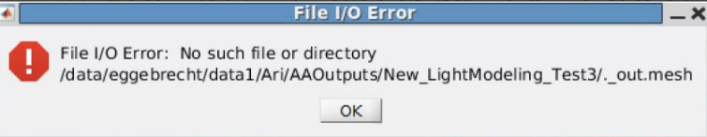 File I/O Error
File I/O Error: No such file or directory
/data/eggebrecht/data1/Ari/AAOutputs/New_LightModeling_Test3/._out.mesh
OK